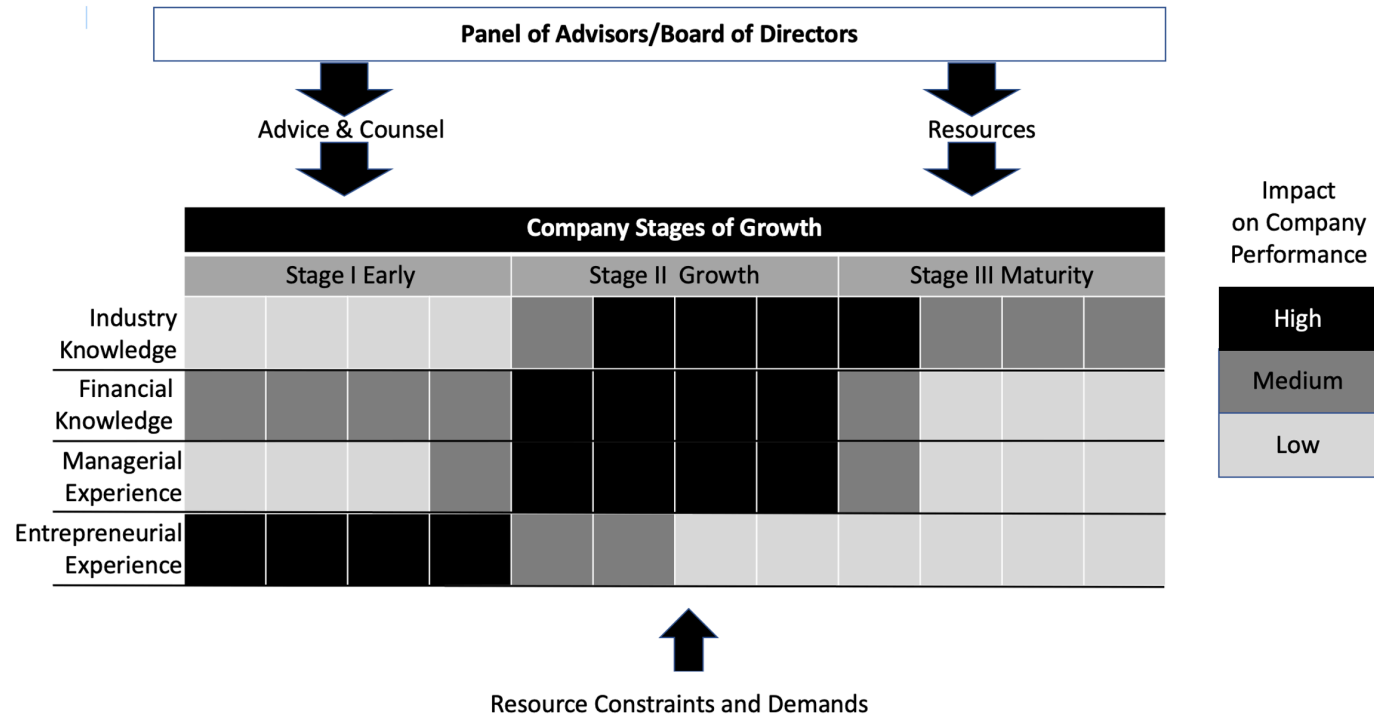 Panel of Advisors/Board of Directors
Advice & Counsel
Resources
Impact
on Company
Performance
Company Stages of Growth
Stage I Early
Stage II Growth
Stage III Maturity
Industry
Knowledge
Financial
Knowledge
Managerial
Experience
Entrepreneurial
Experience
High
Medium
Low
Resource Constraints and Demands